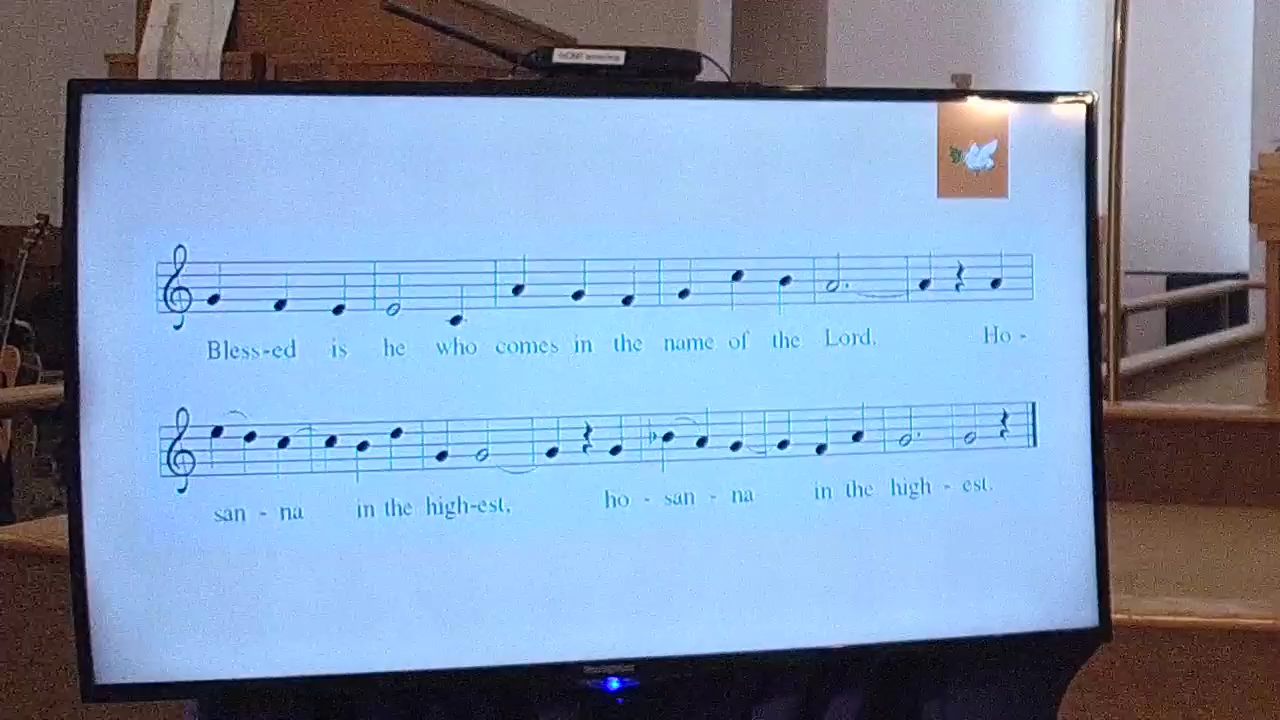 Bless-ed is he who comes in the name of the Lord. Ho -
san - na in the high-est, ho - san - na in the high - est.